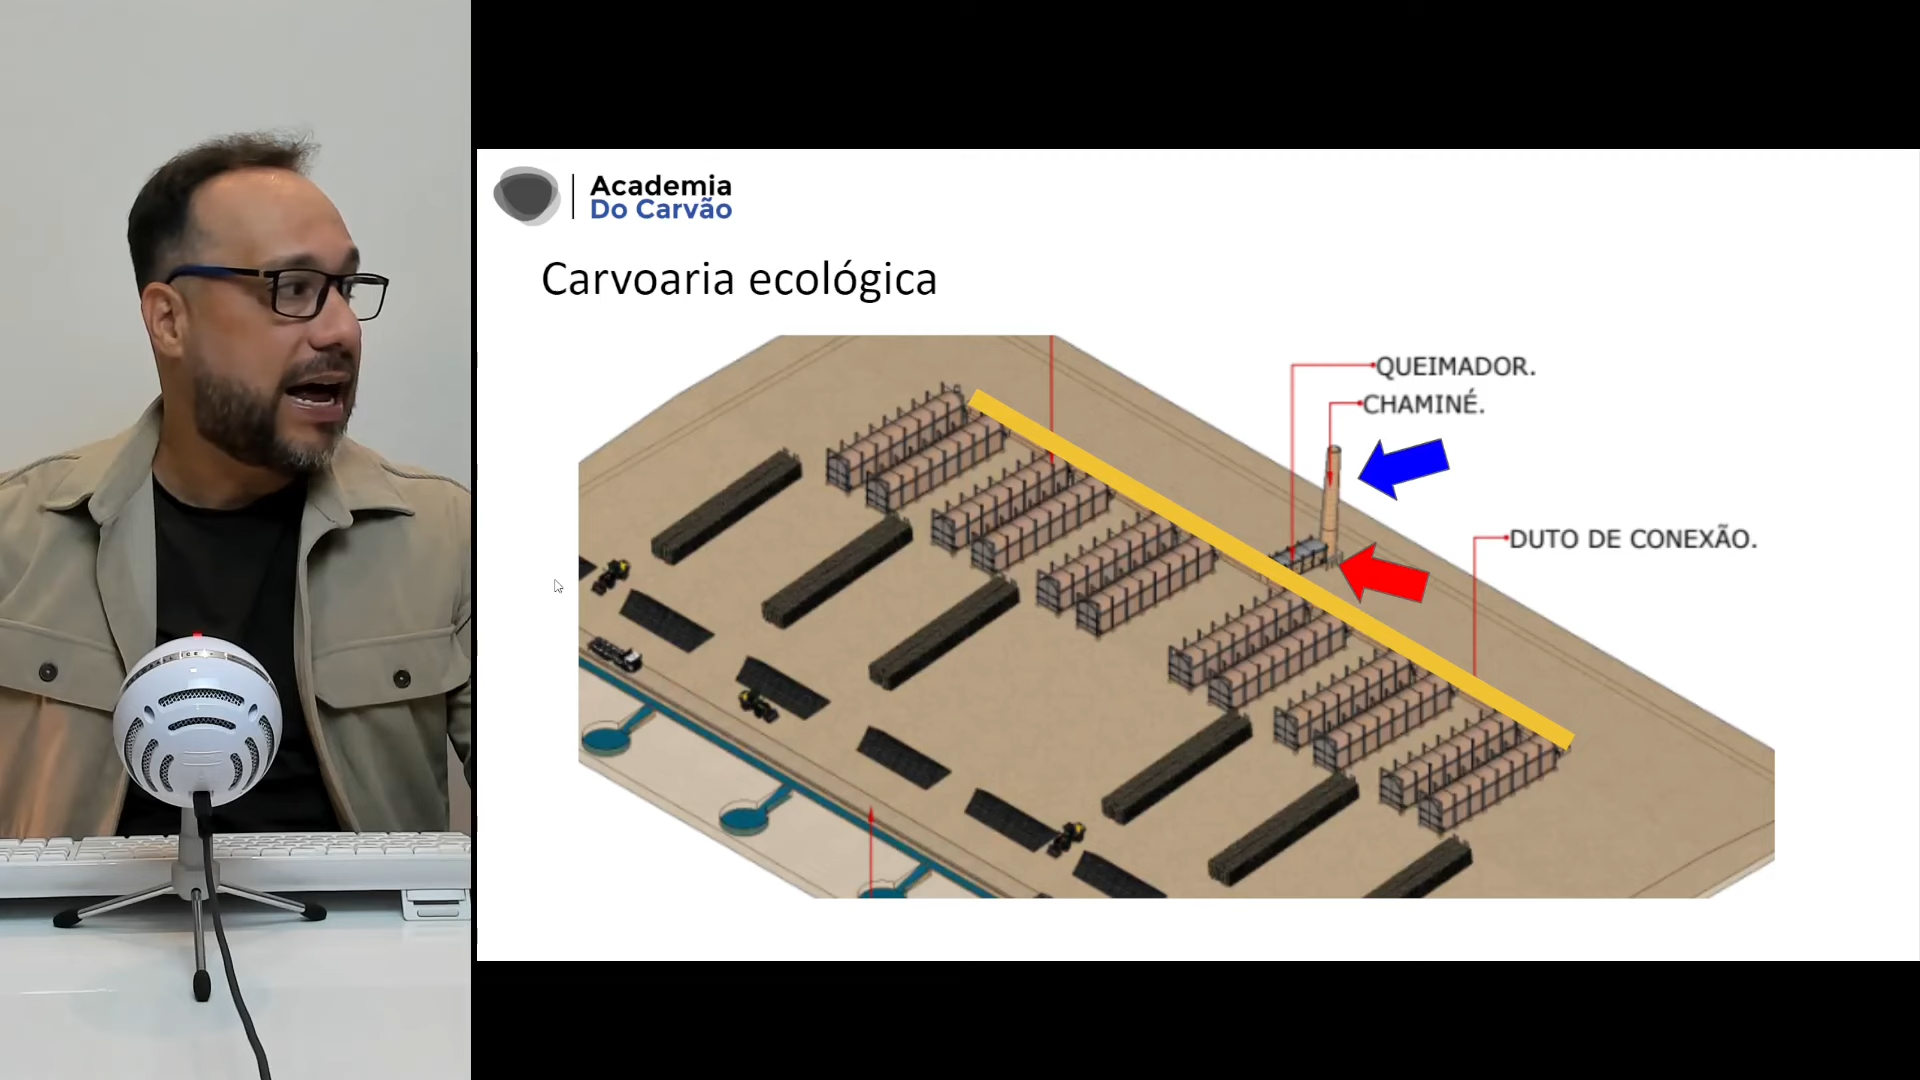 Academia
Do Carvão
Carvoaria ecológica
QUEIMADOR.
CHAMINÉ.
DUTO DE CONEXÃO.